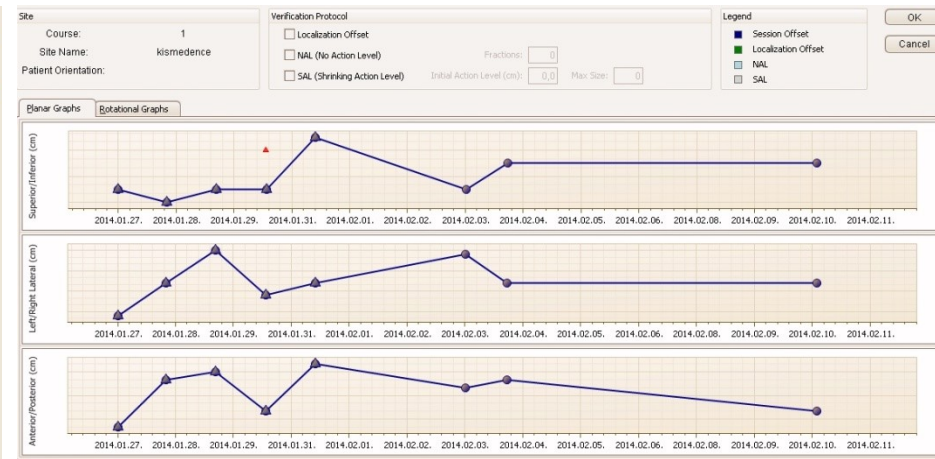 Site
Course: 1
Site Name: kismedence
Patient Orientation:
Verification Protocol
Localization Offset
NAL (No Action Level) Fractions: 0
SAL (Shrinking Action Level) Initial Action Level (cm): 0,0 Max Size: 0
Legend
Session Offset
Localization Offset
NAL
SAL
OK
Cancel
Planar Graphs Rotational Graphs
Superior/Inferior (cm)
2014.01.27. 2014.01.28. 2014.01.29. 2014.01.31. 2014.02.01. 2014.02.02. 2014.02.03. 2014.02.04. 2014.02.05. 2014.02.06. 2014.02.07. 2014.02.08. 2014.02.10. 2014.02.11.
Left/Right Lateral (cm)
2014.01.27. 2014.01.28. 2014.01.29. 2014.01.31. 2014.02.01. 2014.02.02. 2014.02.03. 2014.02.04. 2014.02.05. 2014.02.06. 2014.02.07. 2014.02.08. 2014.02.10. 2014.02.11.
Anterior/Posterior (cm)
2014.01.27. 2014.01.28. 2014.01.29. 2014.01.31. 2014.02.01. 2014.02.02. 2014.02.03. 2014.02.04. 2014.02.05. 2014.02.06. 2014.02.07. 2014.02.08. 2014.02.10. 2014.02.11.